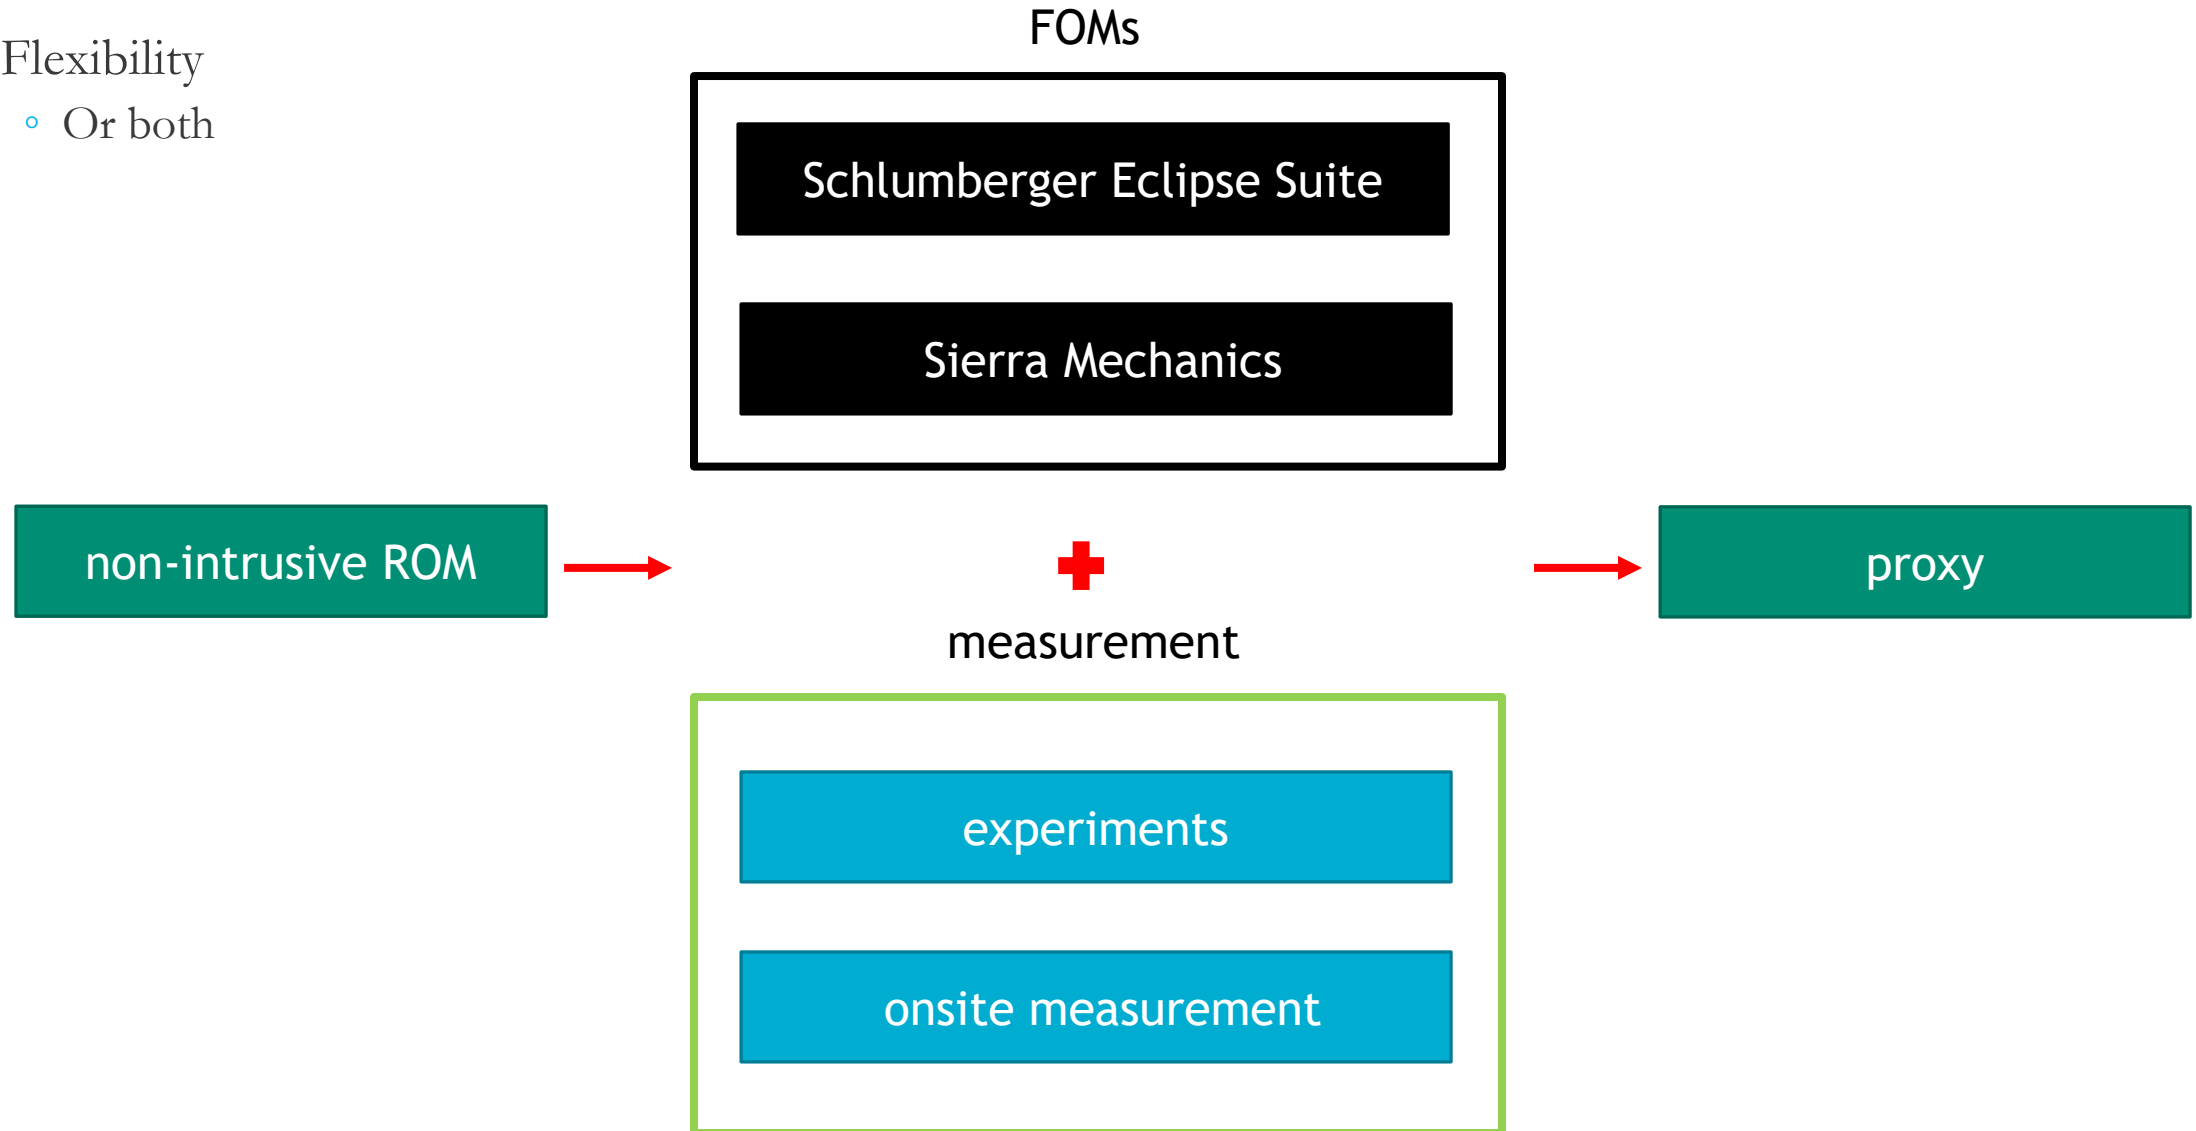 FOMs
Flexibility
Or both
Schlumberger Eclipse Suite
Sierra Mechanics
non-intrusive ROM
proxy
measurement
experiments
onsite measurement